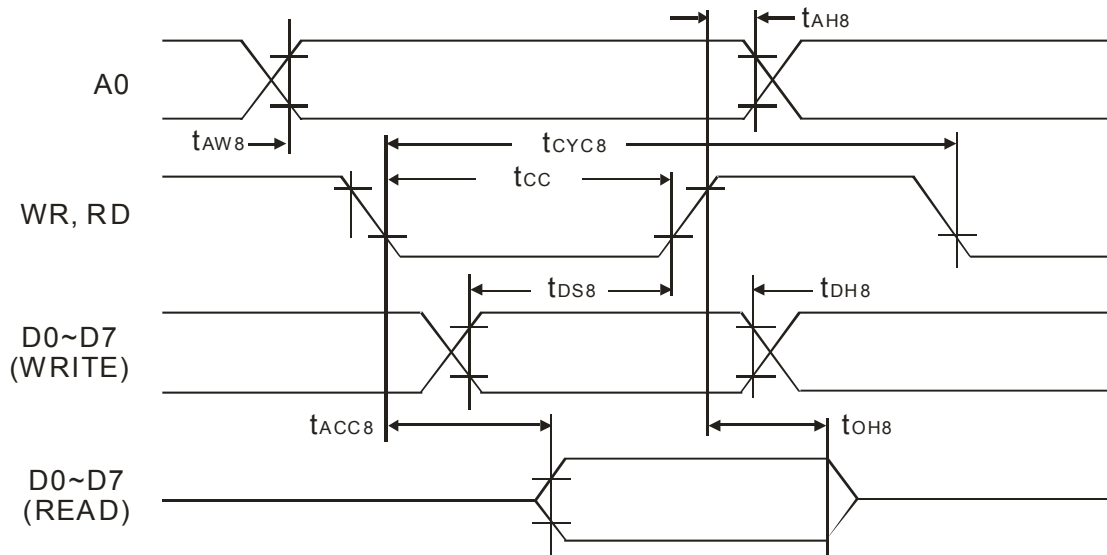 tAH8
A0
tAW8
tCYC8
tCC
WR, RD
tDS8
tDH8
D0~D7
(WRITE)
tACC8
tOH8
D0~D7
(READ)